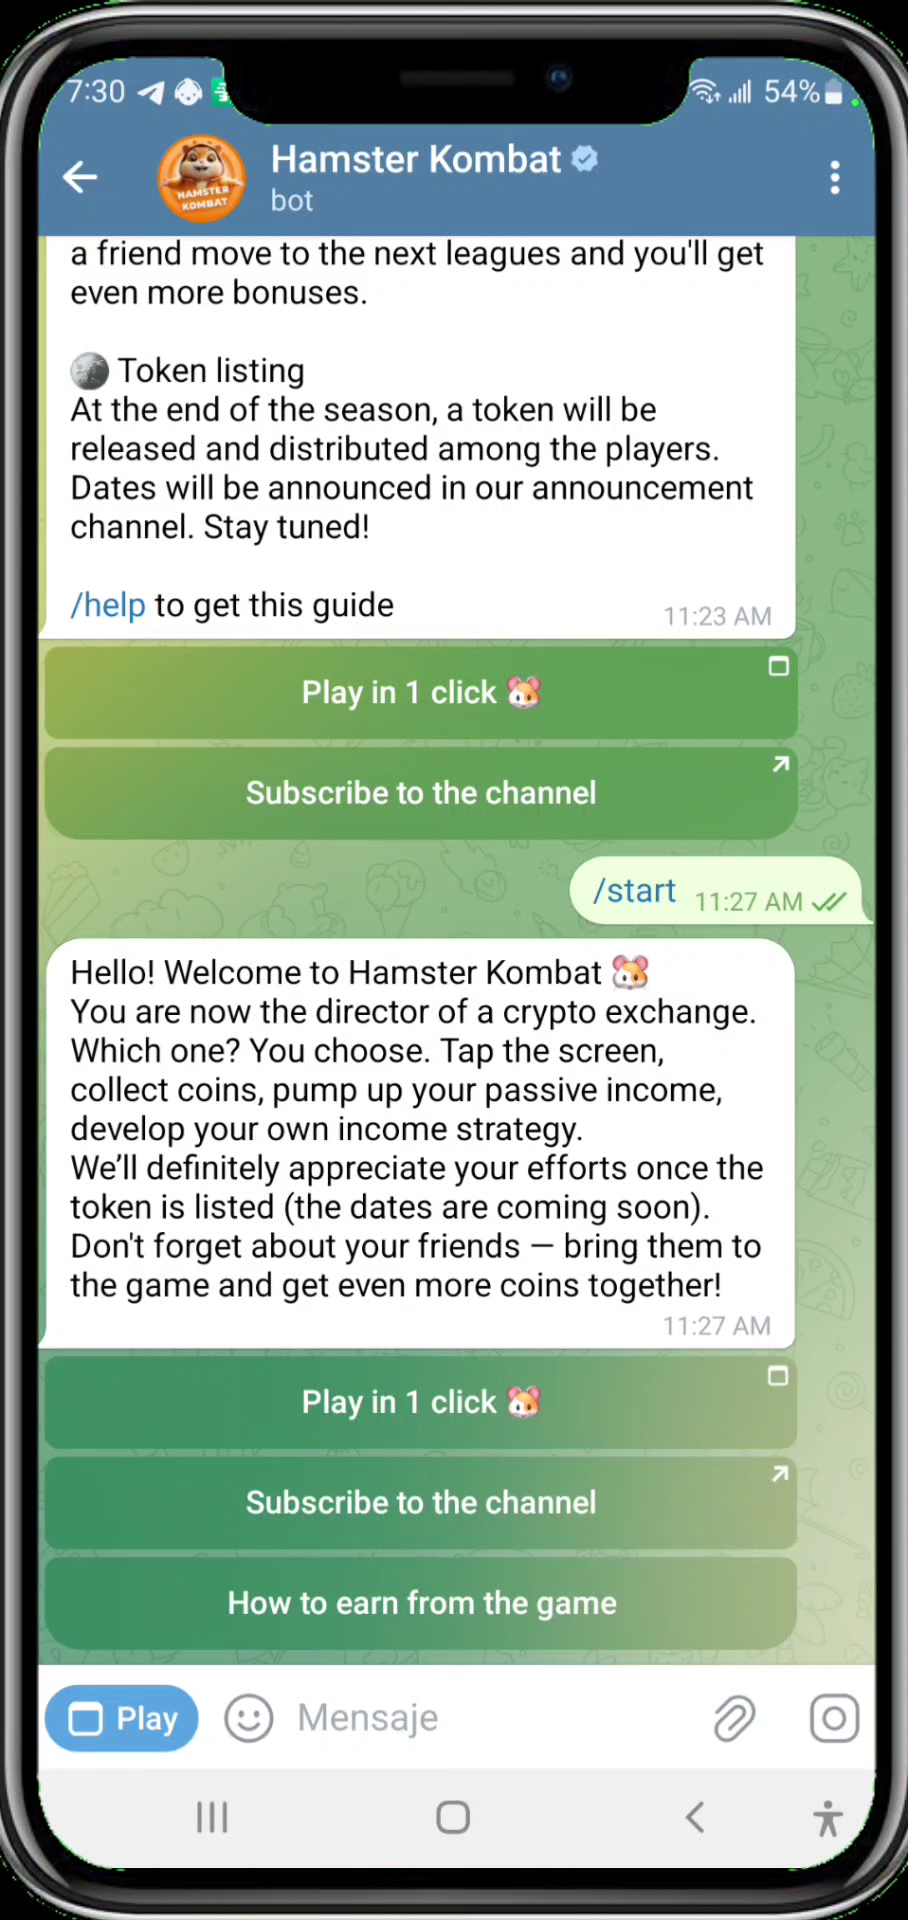 7:30
54%
Hamster Kombat
bot
HAMSTER
KOMBAT
a friend move to the next leagues and you'll get
even more bonuses.
Token listing
At the end of the season, a token will be
released and distributed among the players.
Dates will be announced in our announcement
channel. Stay tuned!
/help to get this guide
11:23 AM
Play in 1 click
Subscribe to the channel
/start 11:27 AM
Hello! Welcome to Hamster Kombat
You are now the director of a crypto exchange.
Which one? You choose. Tap the screen,
collect coins, pump up your passive income,
develop your own income strategy.
We’ll definitely appreciate your efforts once the
token is listed (the dates are coming soon).
Don't forget about your friends — bring them to
the game and get even more coins together!
11:27 AM
Play in 1 click
Subscribe to the channel
How to earn from the game
Play
Mensaje